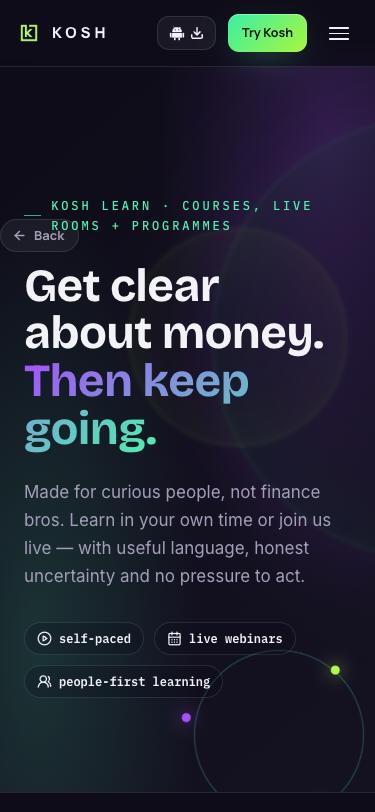 KOSH
Try Kosh
KOSH LEARN · COURSES, LIVE
ROOMS + PROGRAMMES
Back
Get clear
about money.
Then keep
going.
Made for curious people, not finance
bros. Learn in your own time or join us
live — with useful language, honest
uncertainty and no pressure to act.
self-paced
live webinars
people-first learning